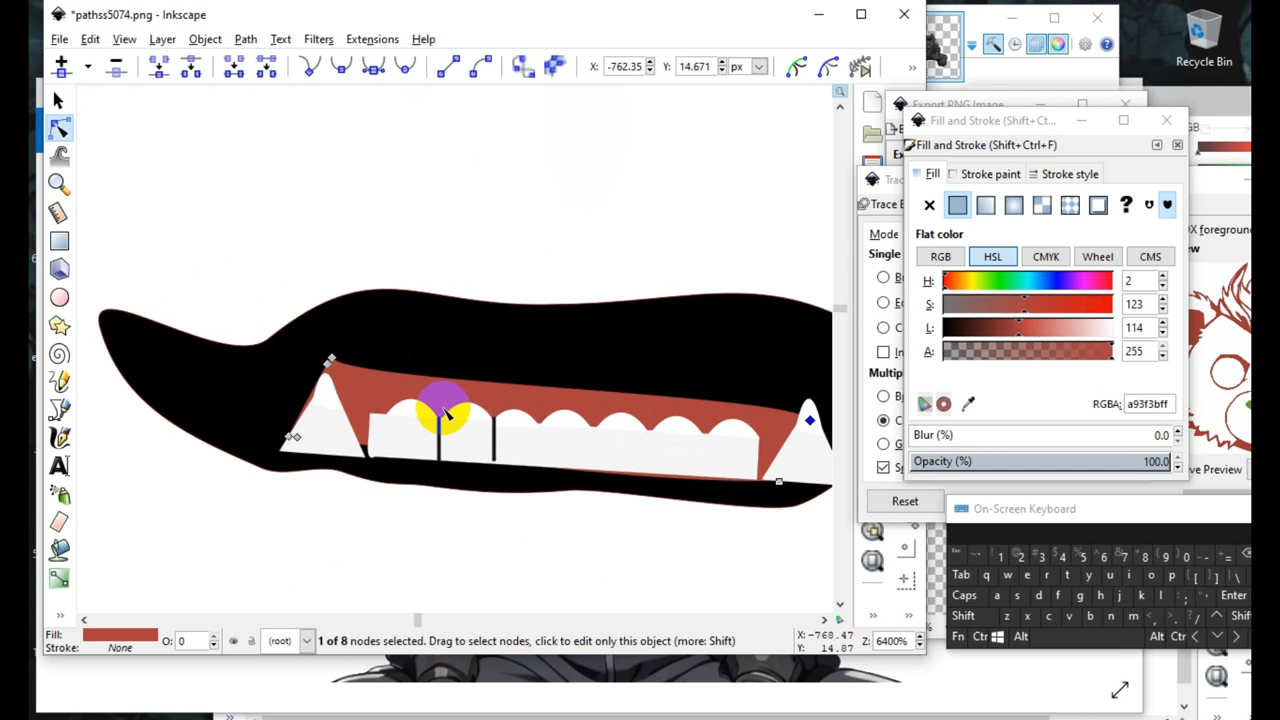 *pathss5074.png - Inkscape
File Edit View Layer Object Path Text Filters Extensions Help
X: -762.35 Y: 14.671 px
Recycle Bin
Export PNG Image
Fill and Stroke (Shift+Ct...
Fill and Stroke (Shift+Ctrl+F)
Fill Stroke paint Stroke style
Flat color
RGB HSL CMYK Wheel CMS
H: 2
S: 123
L: 114
A: 255
RGBA: a93f3bff
Blur (%) 0.0
Opacity (%) 100.0
Mode
Single
Reset
On-Screen Keyboard
Tab q w e r t y u i o p [ ] \
Caps a s d f g h j k l ; ' Enter
Shift z x c v b n m , . / Shif
Fn Ctr Alt Alt Ctr
Fill: O: 0 (root) 1 of 8 nodes selected. Drag to select nodes, click to edit only this object (more: Shift) X:-768.47 Z: 6400%
Stroke: None Y: 14.87